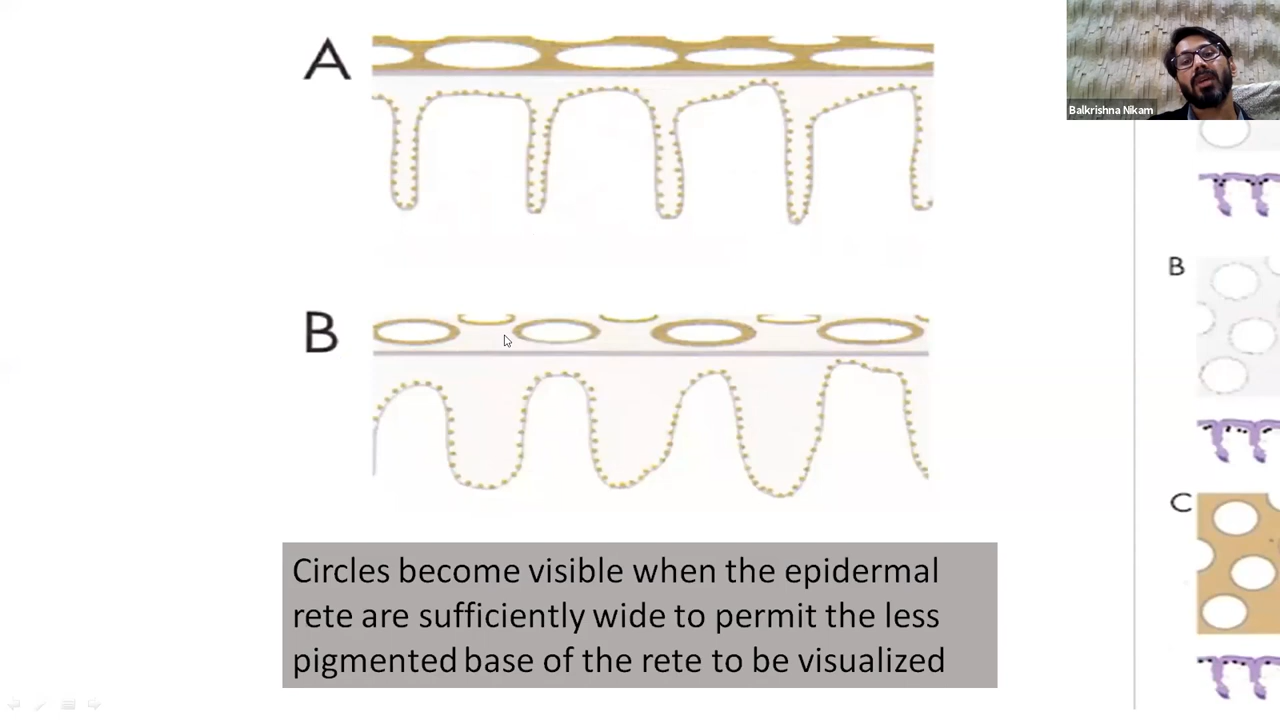 A
Balkrishna Nikam
B
B
C
Circles become visible when the epidermal
rete are sufficiently wide to permit the less
pigmented base of the rete to be visualized